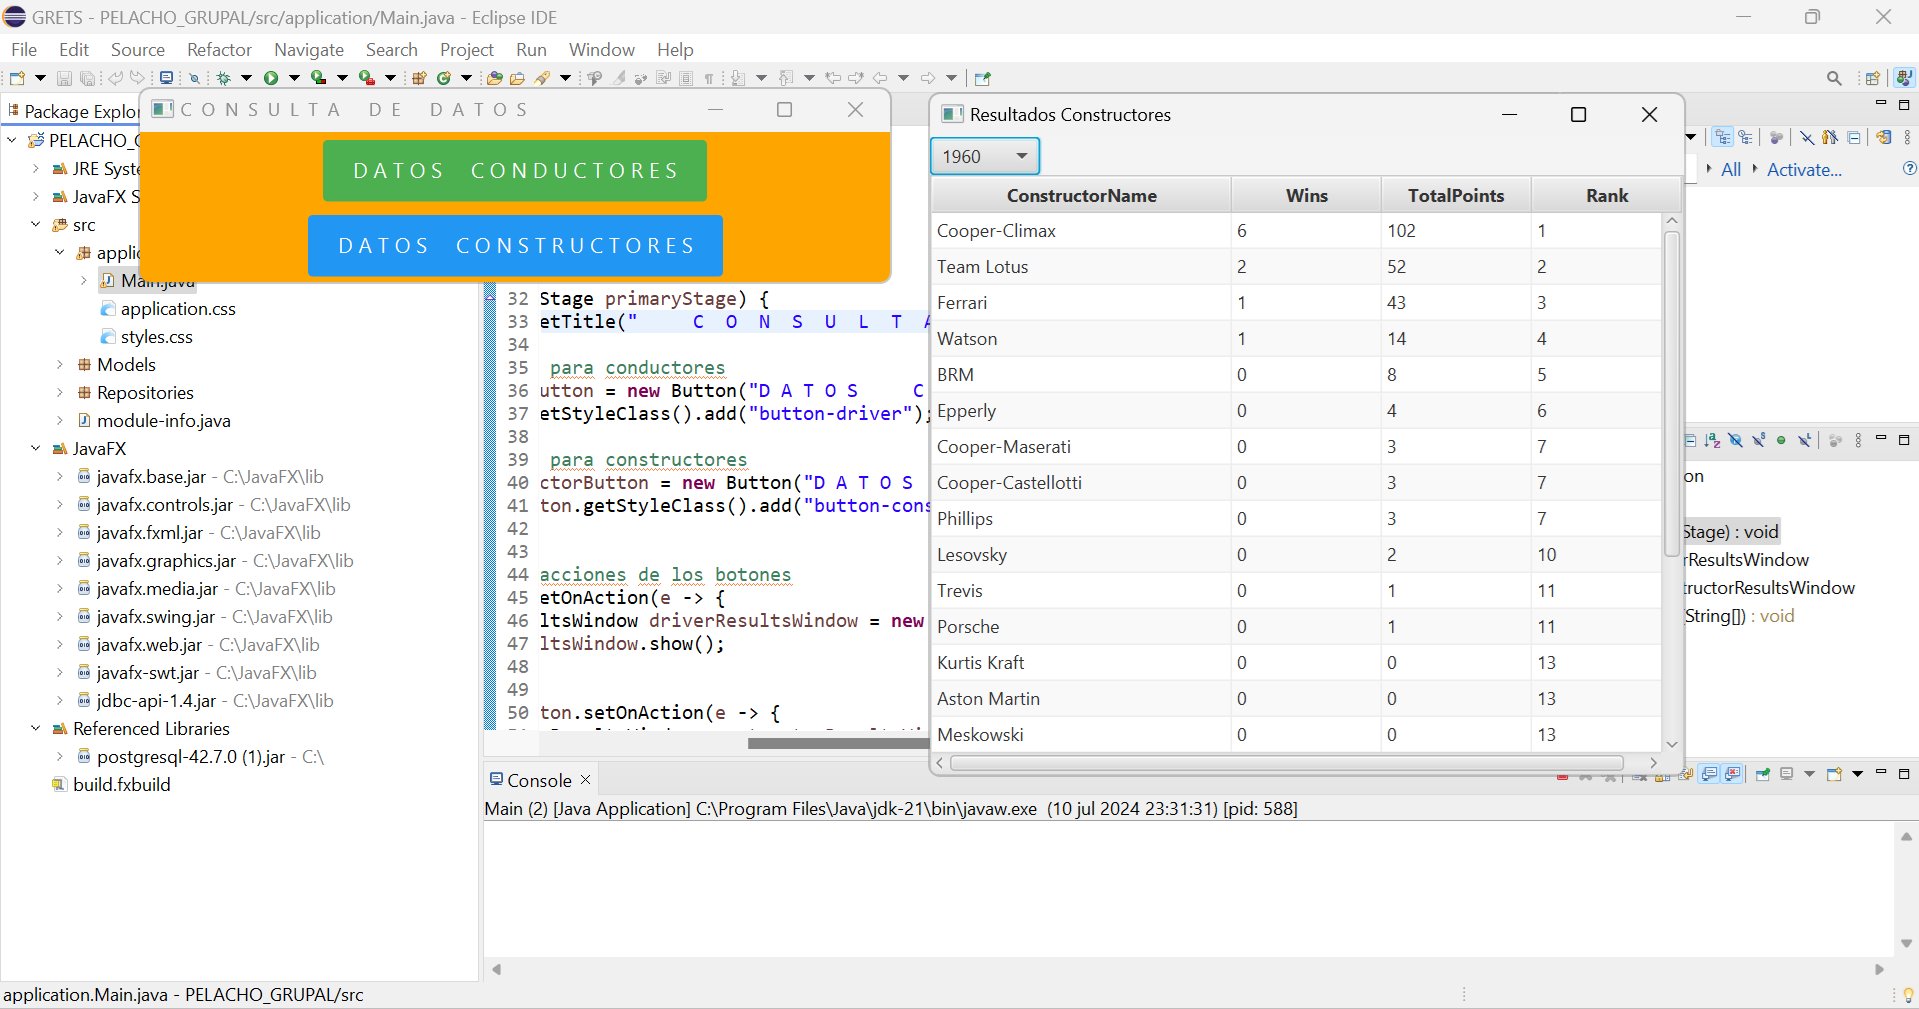 GRETS - PELACHO_GRUPAL/src/application/Main.java - Eclipse IDE
File Edit Source Refactor Navigate Search Project Run Window Help
Package Explo
PELACHO_
JRE Syste
JavaFX S
src
applic
Main.java
application.css
styles.css
Models
Repositories
module-info.java
JavaFX
javafx.base.jar - C:\JavaFX\lib
javafx.controls.jar - C:\JavaFX\lib
javafx.fxml.jar - C:\JavaFX\lib
javafx.graphics.jar - C:\JavaFX\lib
javafx.media.jar - C:\JavaFX\lib
javafx.swing.jar - C:\JavaFX\lib
javafx.web.jar - C:\JavaFX\lib
javafx-swt.jar - C:\JavaFX\lib
jdbc-api-1.4.jar - C:\JavaFX\lib
Referenced Libraries
postgresql-42.7.0 (1).jar - C:\
build.fxbuild
C O N S U L T A   D E   D A T O S
D A T O S   C O N D U C T O R E S
D A T O S   C O N S T R U C T O R E S
32 Stage primaryStage) {
33 etTitle("     C  O  N  S  U  L  T  A
34
35 para conductores
36 utton = new Button("D A T O S     C
37 etStyleClass().add("button-driver");
38
39 para constructores
40 ctorButton = new Button("D A T O S
41 ton.getStyleClass().add("button-cons
42
43
44 acciones de los botones
45 etOnAction(e -> {
46 ltsWindow driverResultsWindow = new
47 ltsWindow.show();
48
49
50 ton.setOnAction(e -> {
Resultados Constructores
1960
ConstructorName Wins TotalPoints Rank
Cooper-Climax 6 102 1
Team Lotus 2 52 2
Ferrari 1 43 3
Watson 1 14 4
BRM 0 8 5
Epperly 0 4 6
Cooper-Maserati 0 3 7
Cooper-Castellotti 0 3 7
Phillips 0 3 7
Lesovsky 0 2 10
Trevis 0 1 11
Porsche 0 1 11
Kurtis Kraft 0 0 13
Aston Martin 0 0 13
Meskowski 0 0 13
All Activate...
on
Stage) : void
rResultsWindow
tructorResultsWindow
String[]) : void
Console
Main (2) [Java Application] C:\Program Files\Java\jdk-21\bin\javaw.exe (10 jul 2024 23:31:31) [pid: 588]
application.Main.java - PELACHO_GRUPAL/src